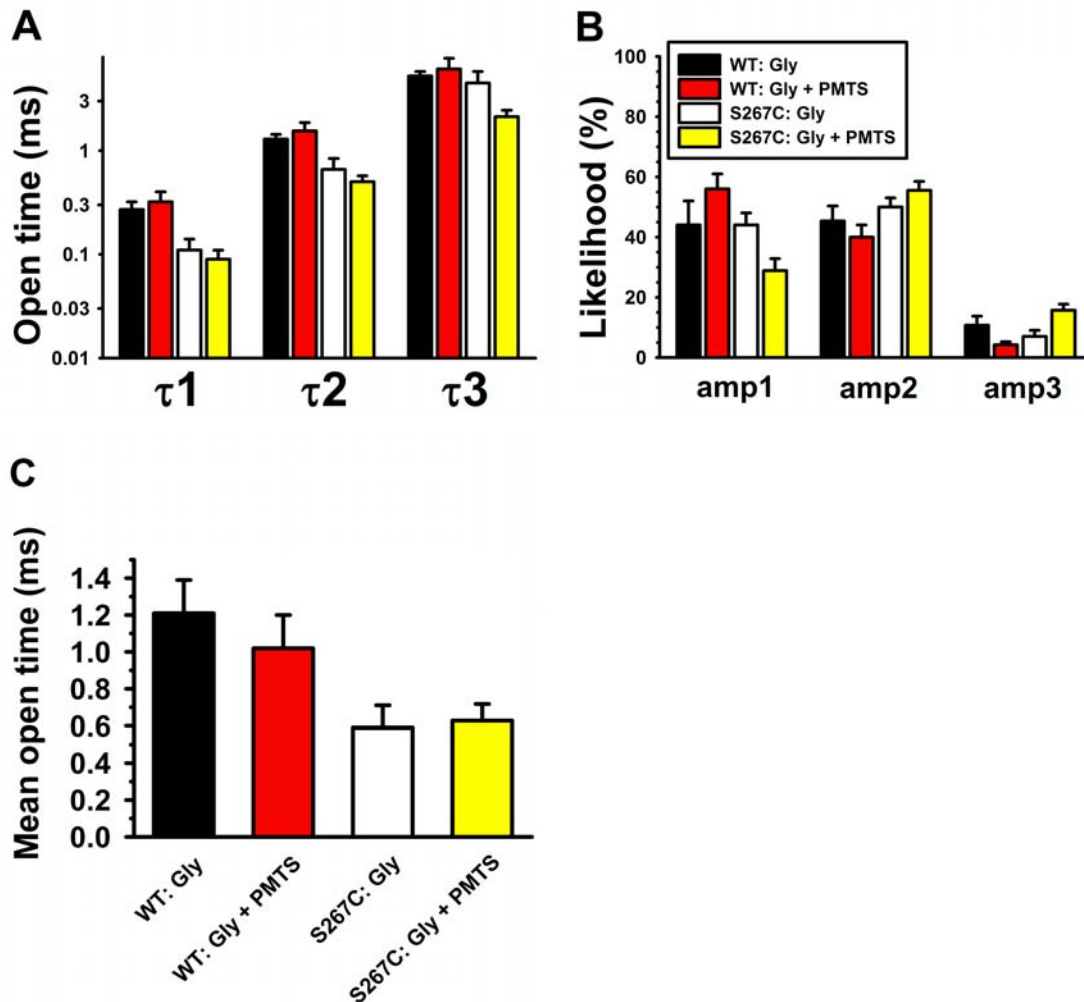 A
Open time (ms)
3
1
0.3
0.1
0.03
0.01
τ1 τ2 τ3
B
Likelihood (%)
100
80
60
40
20
0
WT: Gly
WT: Gly + PMTS
S267C: Gly
S267C: Gly + PMTS
amp1 amp2 amp3
C
Mean open time (ms)
1.4
1.2
1.0
0.8
0.6
0.4
0.2
0.0
WT: Gly
WT: Gly + PMTS
S267C: Gly
S267C: Gly + PMTS